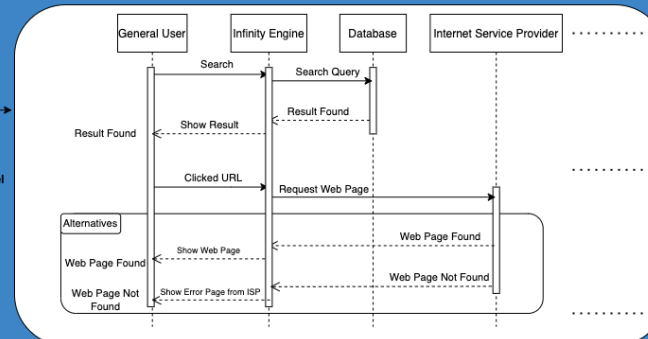 General User
Infinity Engine
Database
Internet Service Provider
Search
Search Query
Result Found
Show Result
Result Found
Clicked URL
Request Web Page
Alternatives
Web Page Found
Show Web Page
Web Page Found
Web Page Not Found
Web Page Not
Found
Show Error Page from ISP